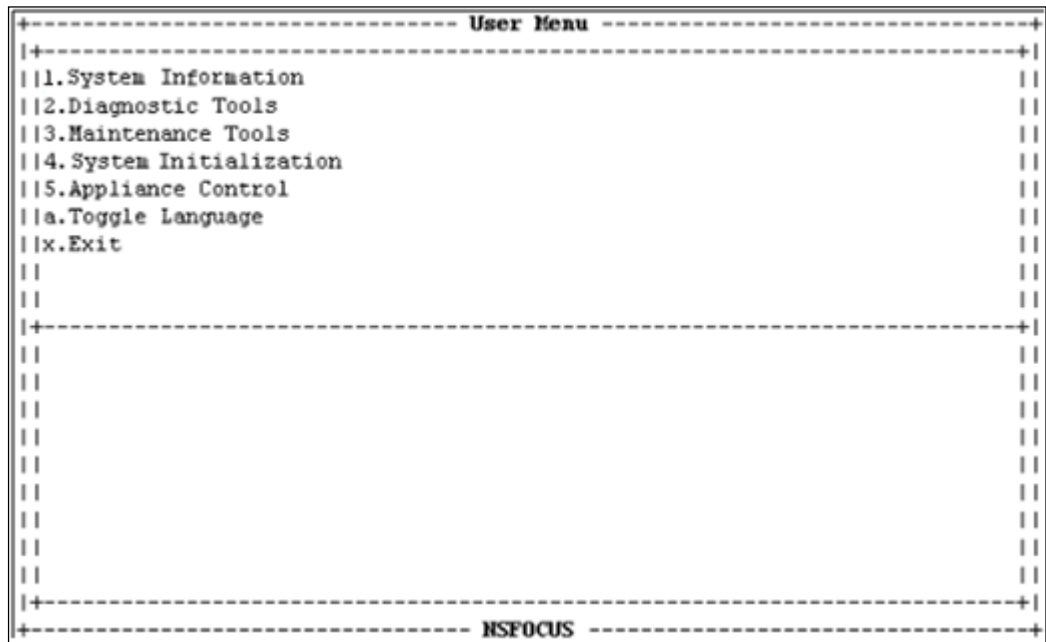 User Menu
1.System Information
2.Diagnostic Tools
3.Maintenance Tools
4.System Initialization
5.Appliance Control
a.Toggle Language
x.Exit
NSFOCUS